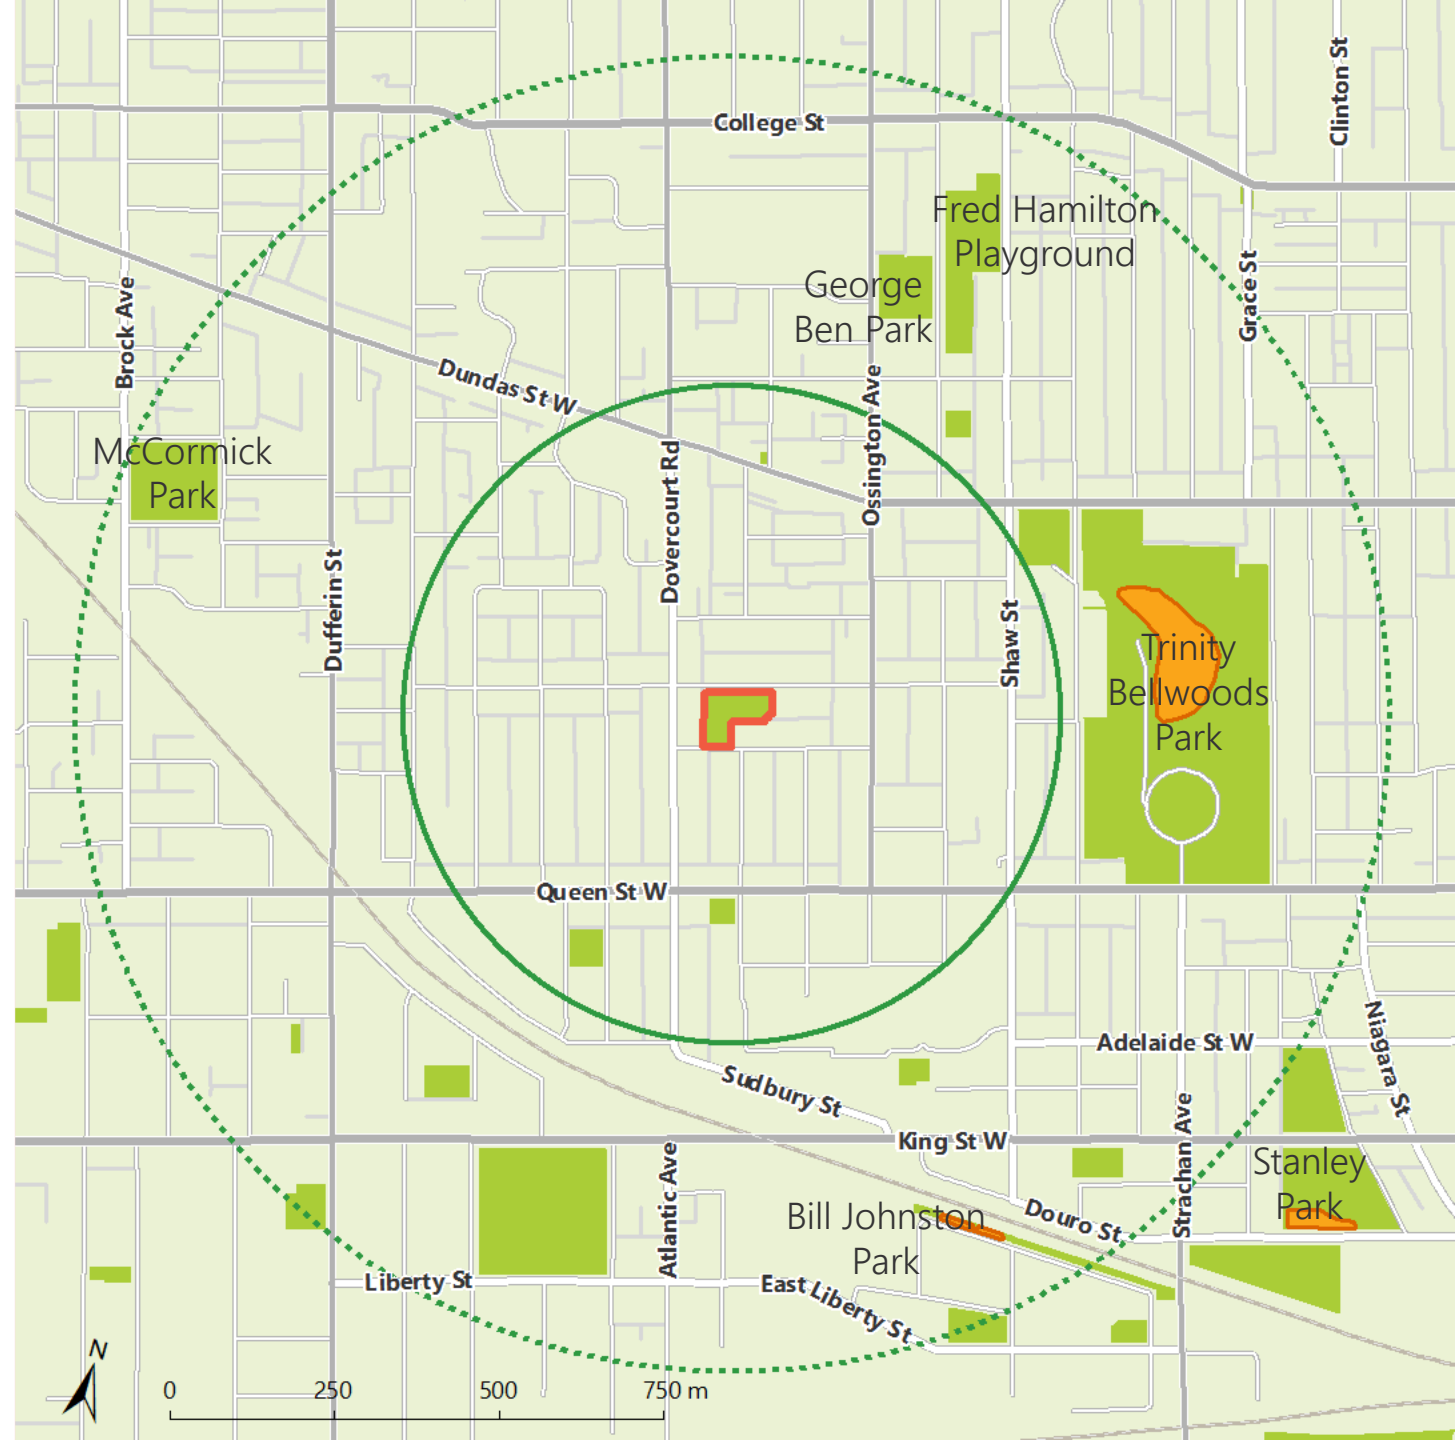 Clinton St
College St
Fred Hamilton
Playground
George
Ben Park
Grace St
Brock Ave
Dundas St W
Ossington Ave
McCormick
Park
Dovercourt Rd
Dufferin St
Shaw St
Trinity
Bellwoods
Park
Queen St W
Niagara St
Adelaide St W
Sudbury St
King St W
Strachan Ave
Stanley
Park
Atlantic Ave
Bill Johnston
Park
Douro St
Liberty St
East Liberty St
N
0 250 500 750 m